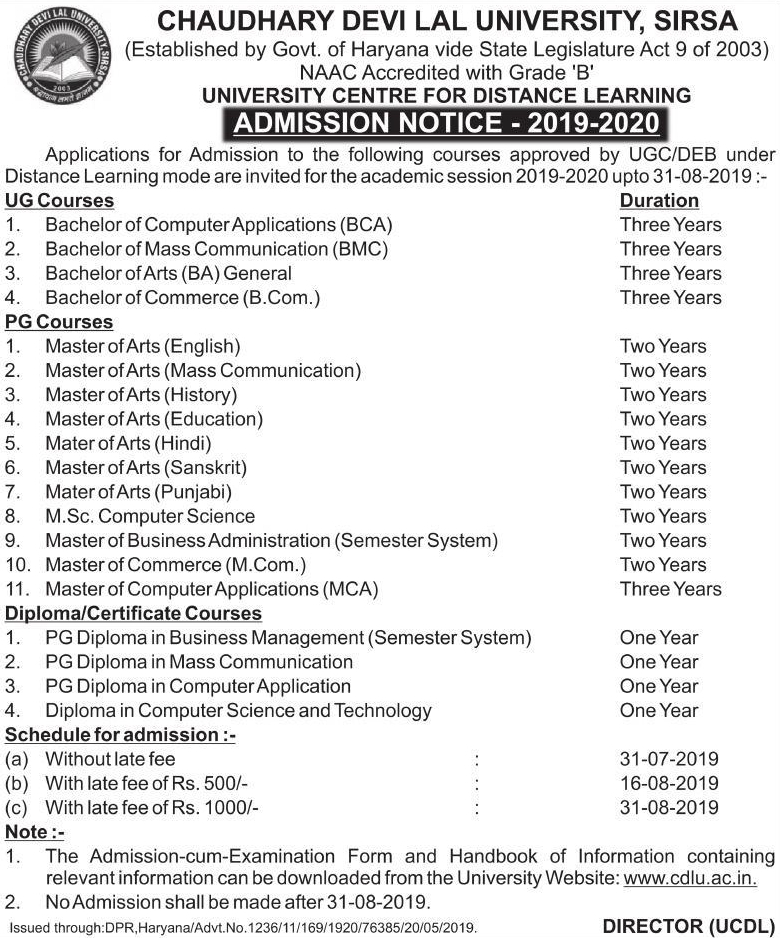 CHAUDHARY DEVI LAL UNIVERSITY, SIRSA
2003
CHAUDHARY DEVI LAL UNIVERSITY, SIRSA
(Established by Govt. of Haryana vide State Legislature Act 9 of 2003)
NAAC Accredited with Grade 'B'
UNIVERSITY CENTRE FOR DISTANCE LEARNING
ADMISSION NOTICE - 2019-2020
Applications for Admission to the following courses approved by UGC/DEB under
Distance Learning mode are invited for the academic session 2019-2020 upto 31-08-2019 :-
UG Courses Duration
1. Bachelor of Computer Applications (BCA) Three Years
2. Bachelor of Mass Communication (BMC) Three Years
3. Bachelor of Arts (BA) General Three Years
4. Bachelor of Commerce (B.Com.) Three Years
PG Courses
1. Master of Arts (English) Two Years
2. Master of Arts (Mass Communication) Two Years
3. Master of Arts (History) Two Years
4. Master of Arts (Education) Two Years
5. Mater of Arts (Hindi) Two Years
6. Master of Arts (Sanskrit) Two Years
7. Mater of Arts (Punjabi) Two Years
8. M.Sc. Computer Science Two Years
9. Master of Business Administration (Semester System) Two Years
10. Master of Commerce (M.Com.) Two Years
11. Master of Computer Applications (MCA) Three Years
Diploma/Certificate Courses
1. PG Diploma in Business Management (Semester System) One Year
2. PG Diploma in Mass Communication One Year
3. PG Diploma in Computer Application One Year
4. Diploma in Computer Science and Technology One Year
Schedule for admission :-
(a) Without late fee : 31-07-2019
(b) With late fee of Rs. 500/- : 16-08-2019
(c) With late fee of Rs. 1000/- : 31-08-2019
Note :-
1. The Admission-cum-Examination Form and Handbook of Information containing
relevant information can be downloaded from the University Website: www.cdlu.ac.in.
2. No Admission shall be made after 31-08-2019.
Issued through:DPR,Haryana/Advt.No.1236/11/169/1920/76385/20/05/2019. DIRECTOR (UCDL)